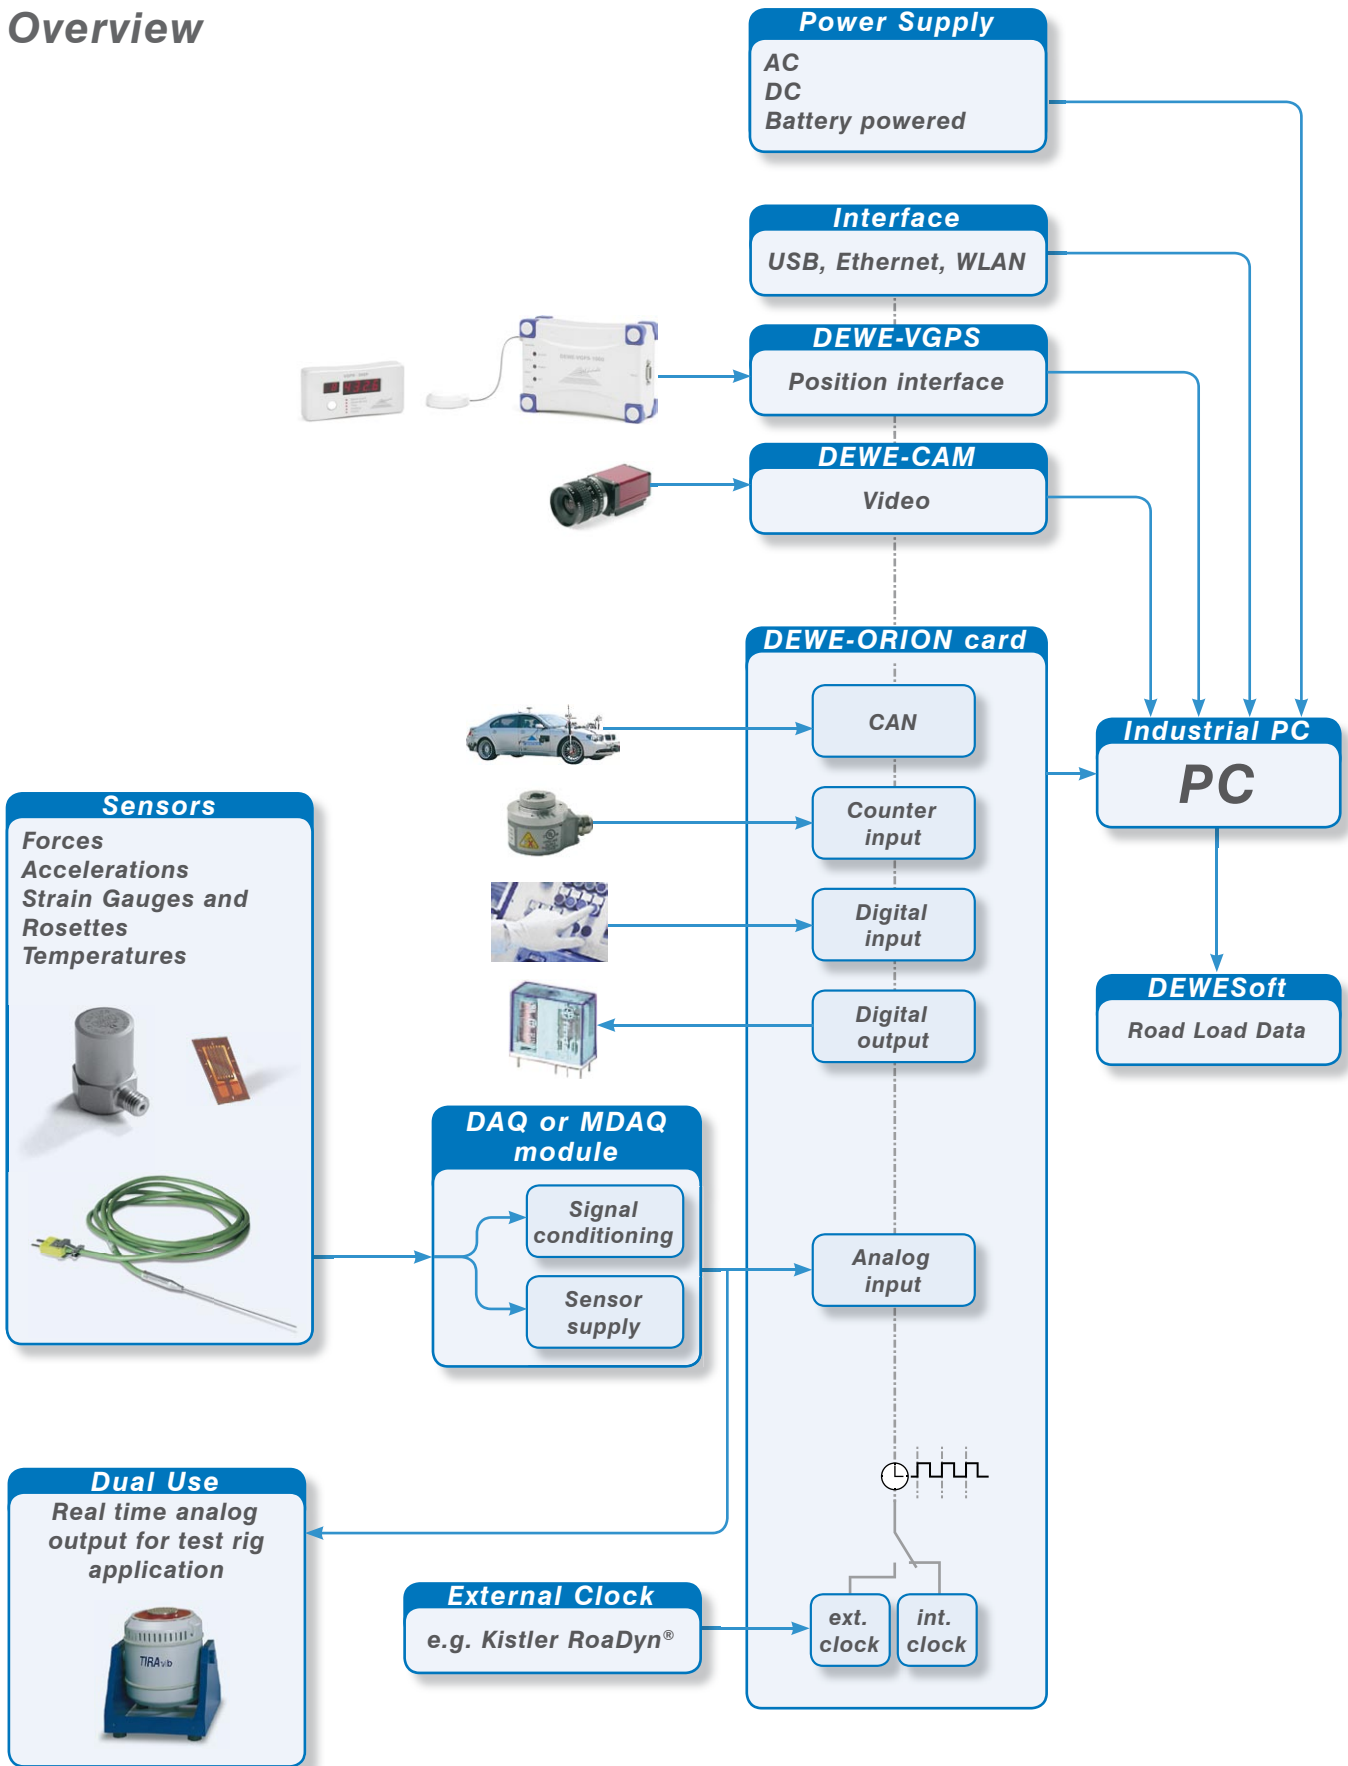 Overview
Power Supply
AC
DC
Battery powered
Interface
USB, Ethernet, WLAN
DEWE-VGPS
Position interface
DEWE-CAM
Video
DEWE-ORION card
CAN
Counter
input
Digital
input
Digital
output
Analog
input
ext.
clock
int.
clock
Industrial PC
PC
DEWESoft
Road Load Data
Sensors
Forces
Accelerations
Strain Gauges and
Rosettes
Temperatures
DAQ or MDAQ
module
Signal
conditioning
Sensor
supply
Dual Use
Real time analog
output for test rig
application
TIRAvib
External Clock
e.g. Kistler RoaDyn®